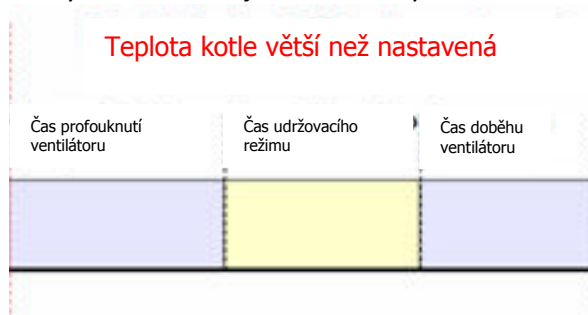 Teplota kotle větší než nastavená
Čas profouknutí
ventilátoru
Čas udržovacího
režimu
Čas doběhu
ventilátoru